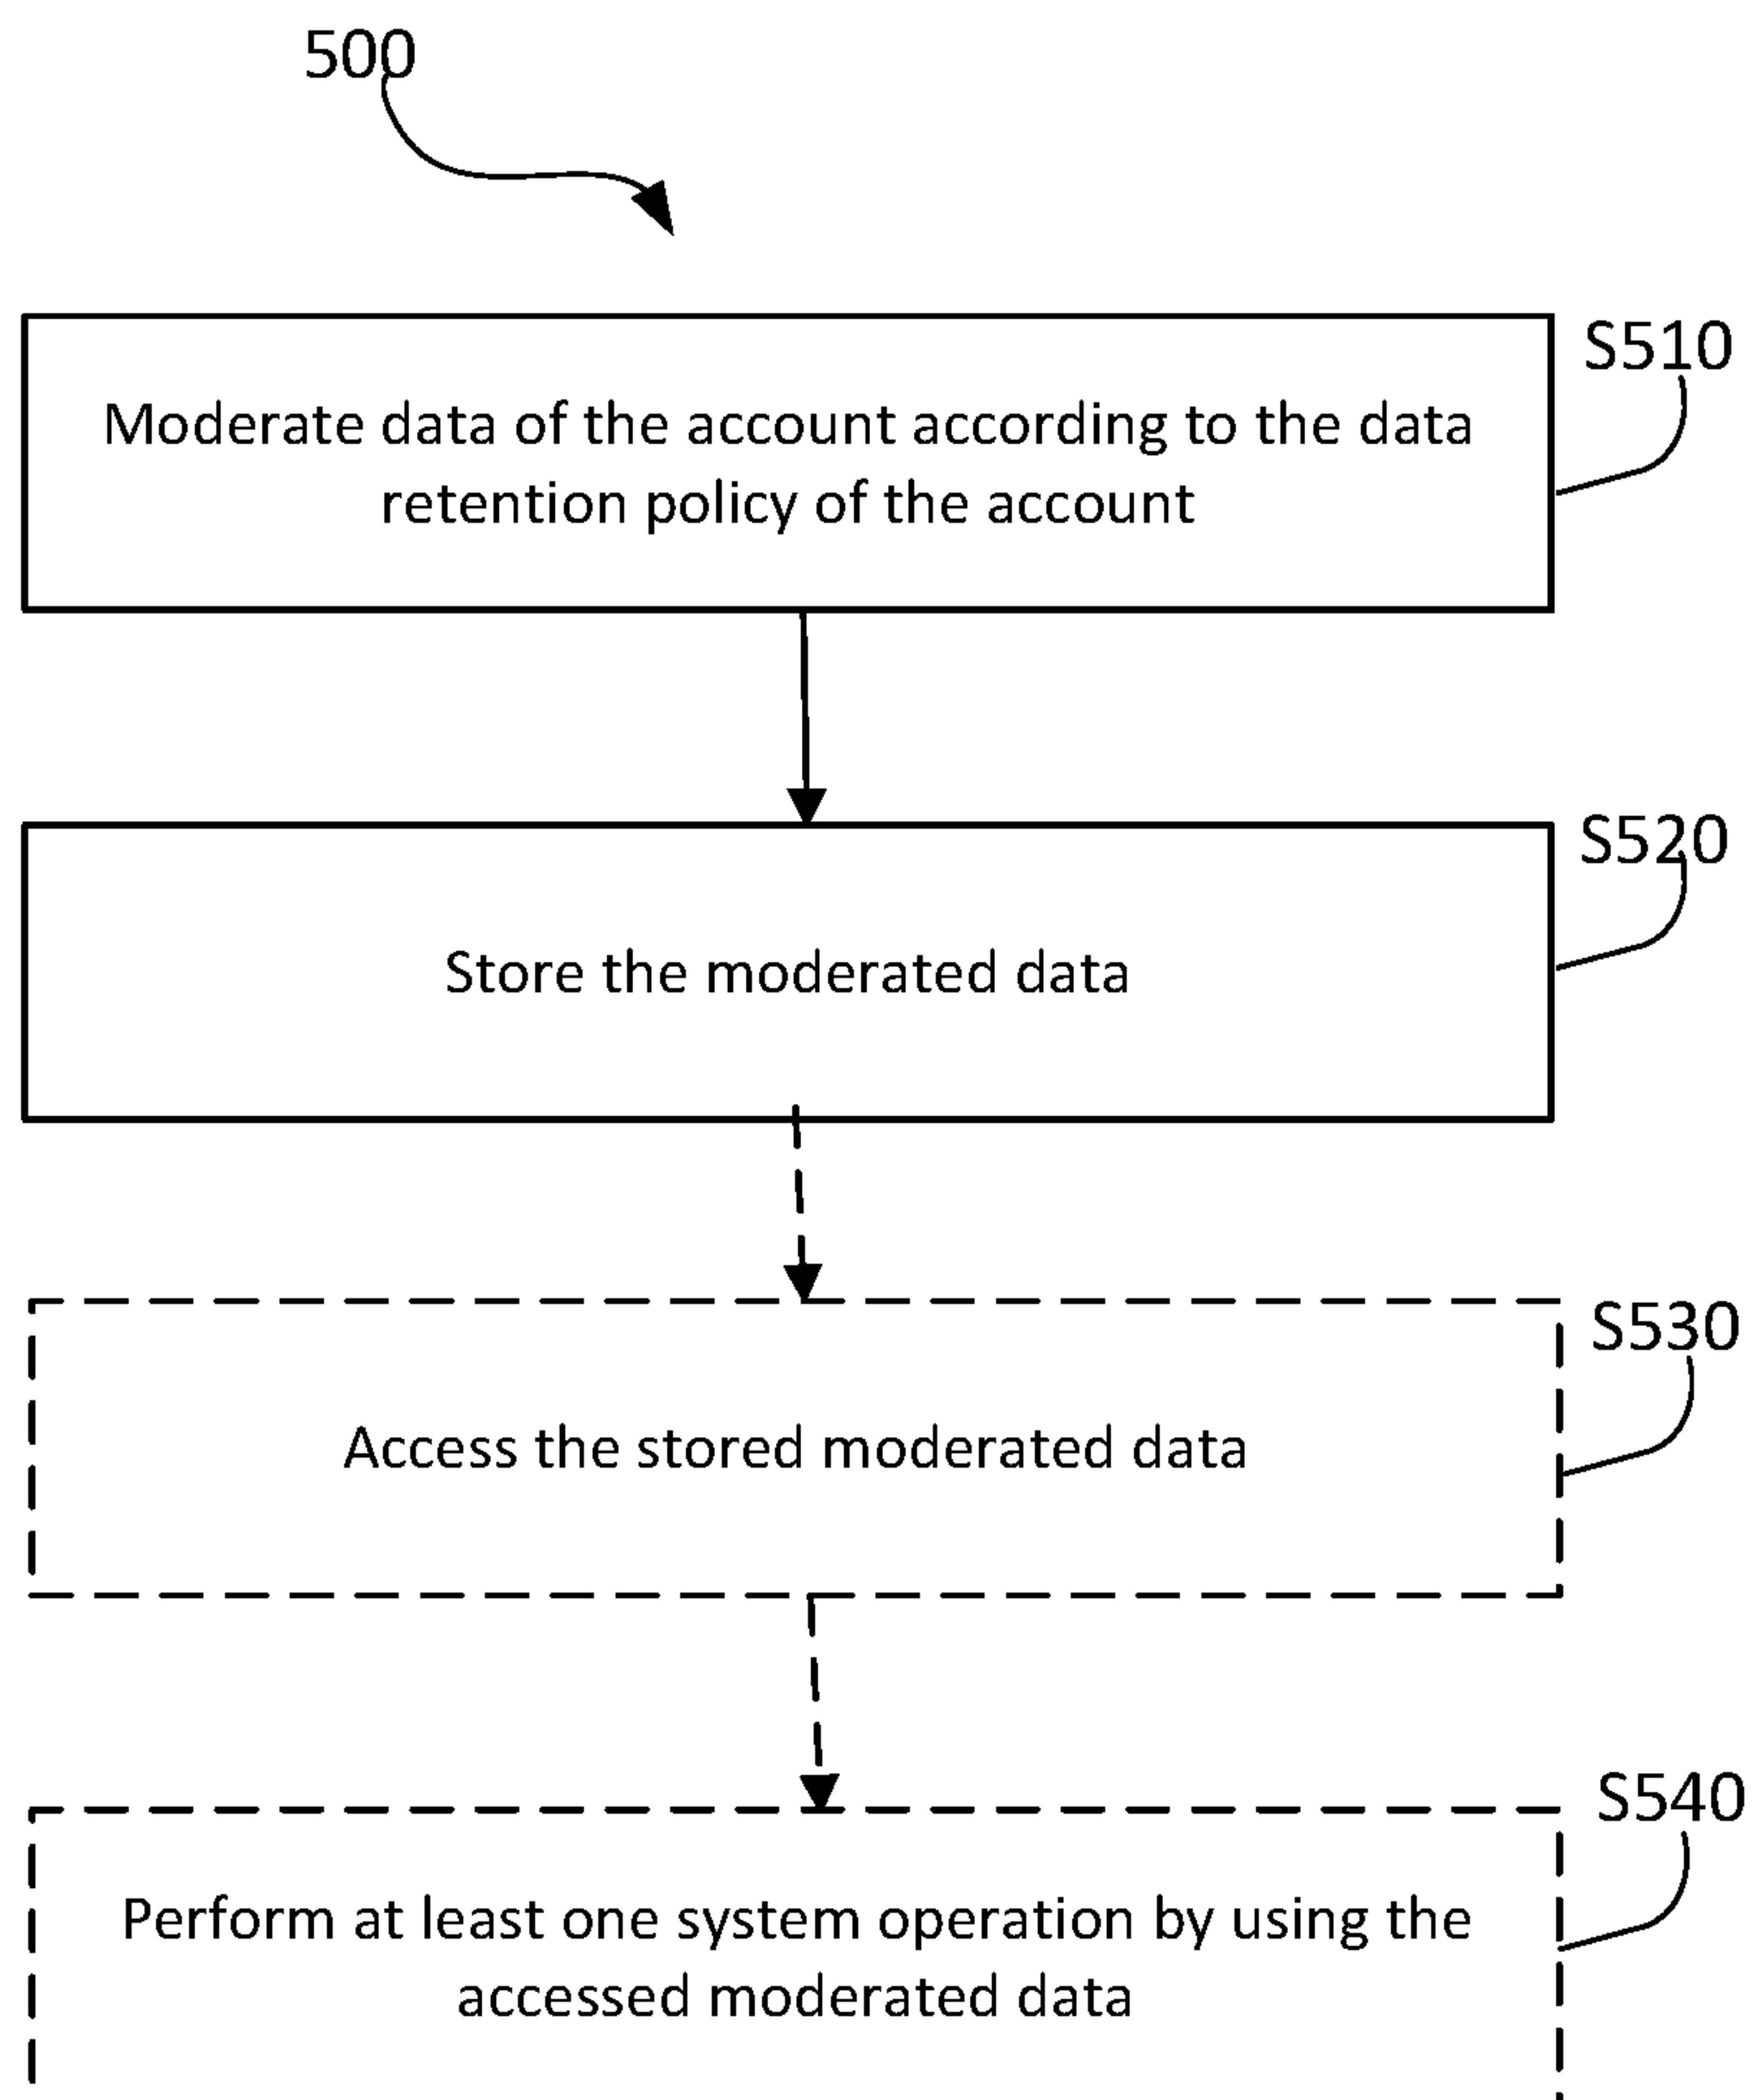 500
S510
Moderate data of the account according to the data
retention policy of the account
S520
Store the moderated data
S530
Access the stored moderated data
S540
Perform at least one system operation by using the
accessed moderated data